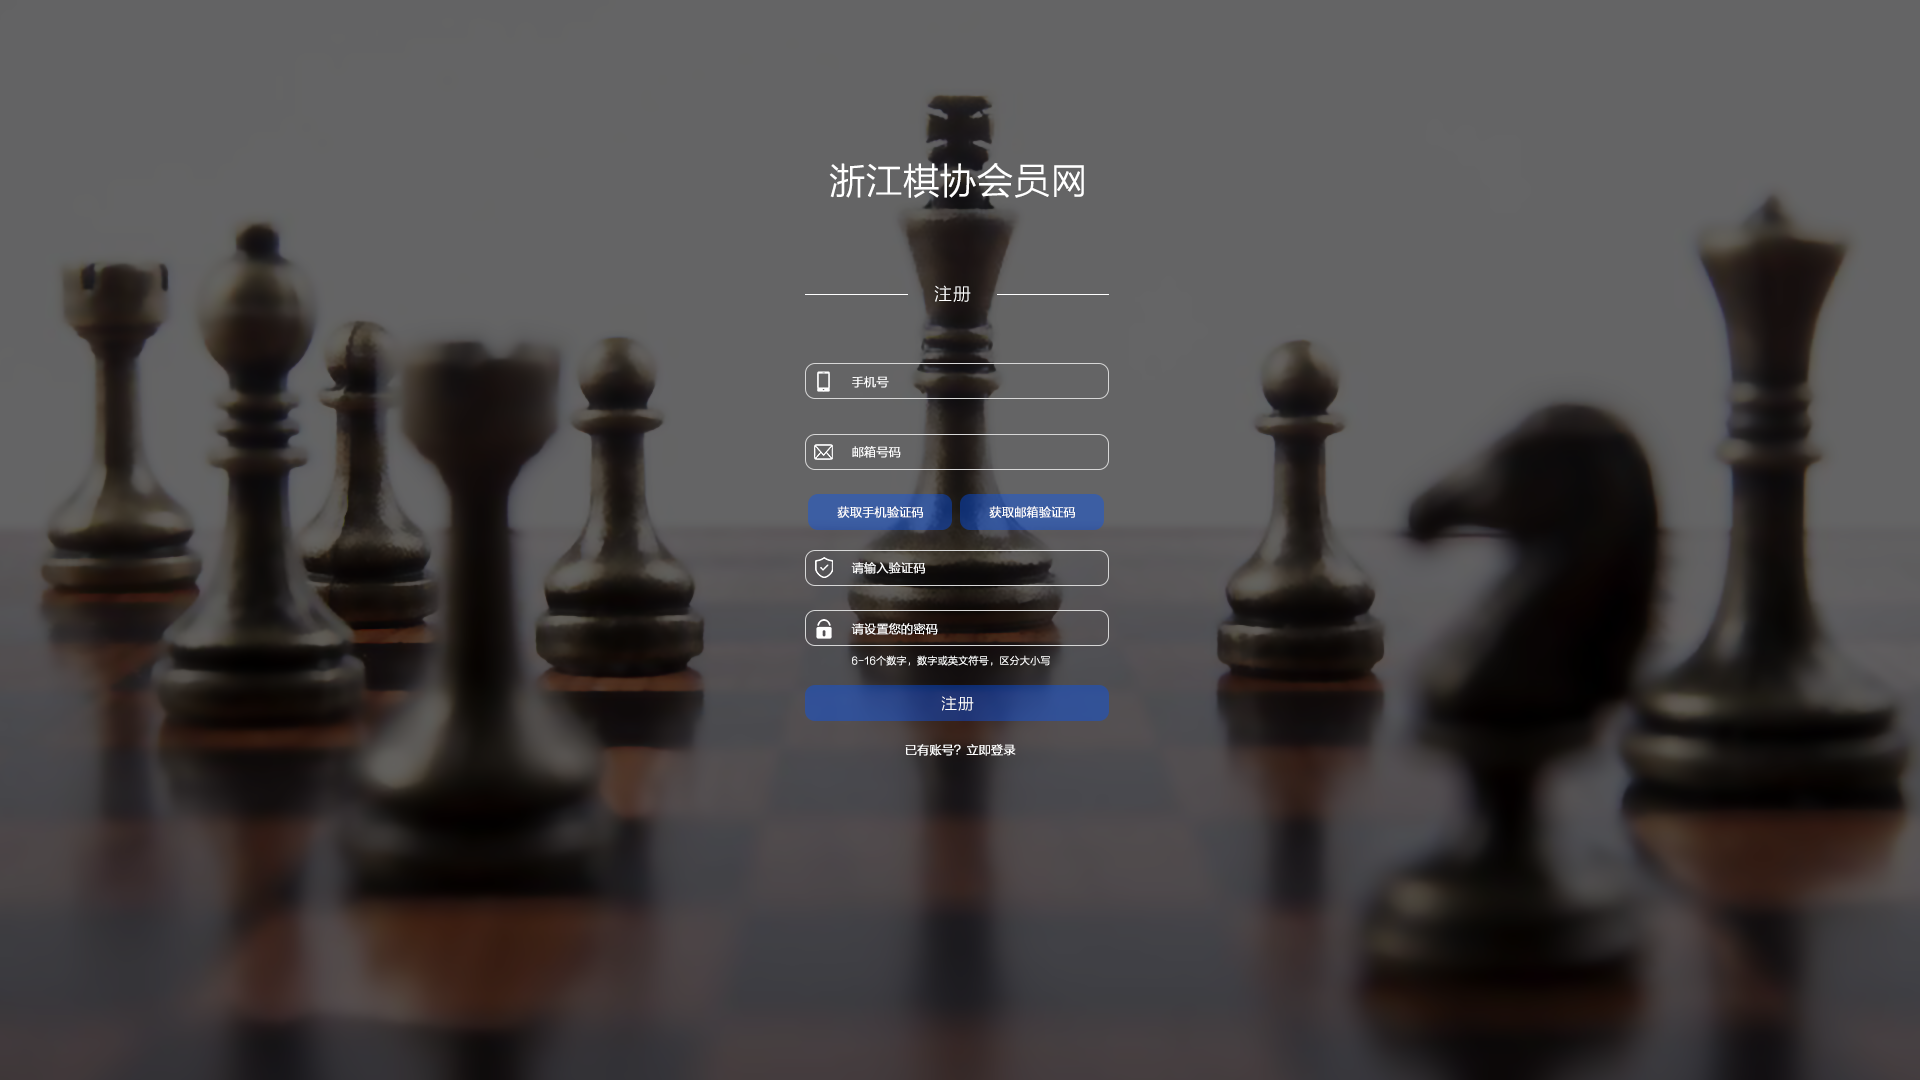 浙江棋协会员网
注册
手机号
邮箱号码
获取手机验证码 获取邮箱验证码
请输入验证码
请设置您的密码
6-16个数字，数字或英文符号，区分大小写
注册
已有账号？立即登录